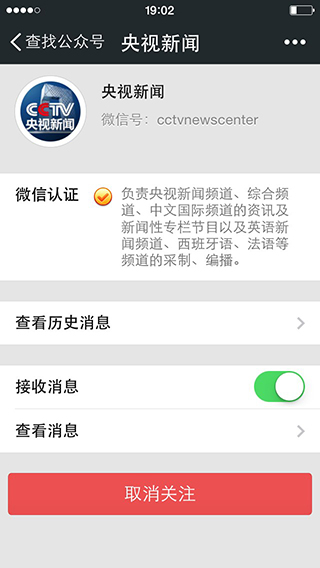 19:02
查找公众号
央视新闻
CCTV
央视新闻
央视新闻
微信号：cctvnewscenter
微信认证
负责央视新闻频道、综合频
道、中文国际频道的资讯及
新闻性专栏节目以及英语新
闻频道、西班牙语、法语等
频道的采制、编播。
查看历史消息
接收消息
查看消息
取消关注